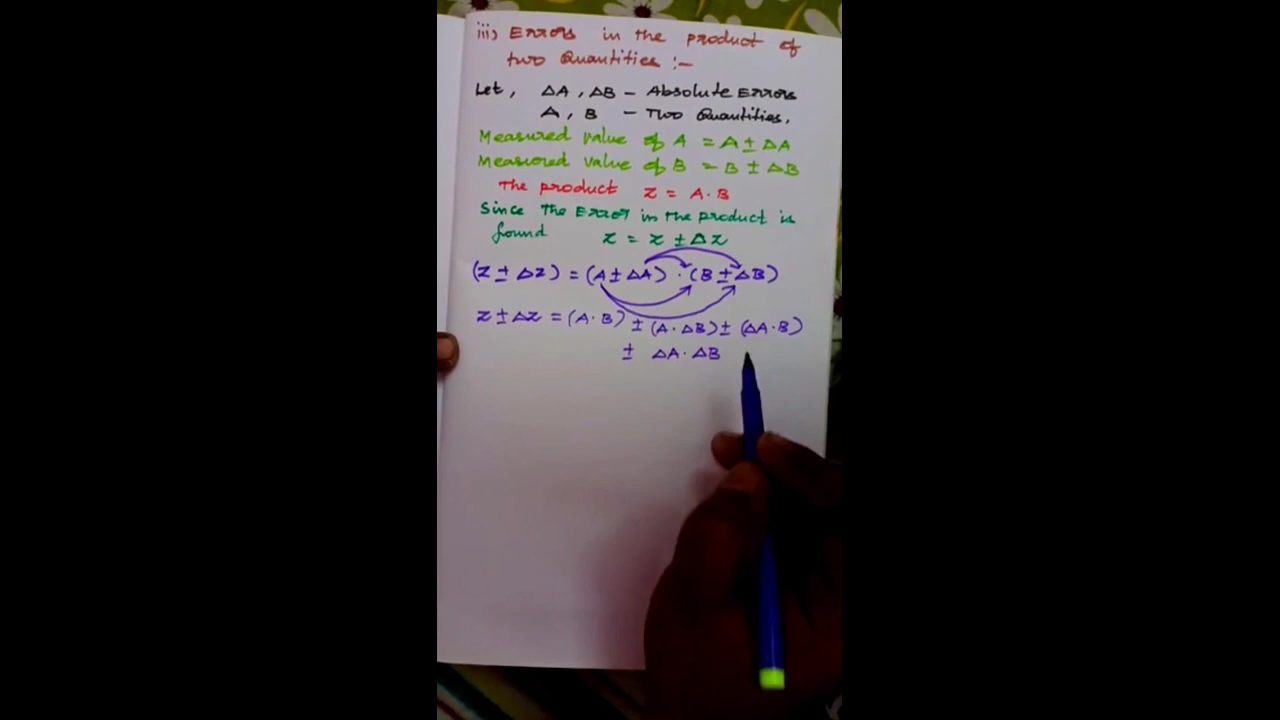 iii) Errors in the product of
two Quantities :-
Let, ΔA, ΔB - Absolute Errors
A, B - Two Quantities.
Measured value of A = A ± ΔA
Measured value of B = B ± ΔB
The product Z = A.B
Since the Error in the product is
found Z = Z ± ΔZ
(Z ± ΔZ) = (A ± ΔA) . (B ± ΔB)
Z ± ΔZ = (A.B) ± (A.ΔB) ± (ΔA.B)
± ΔA.ΔB